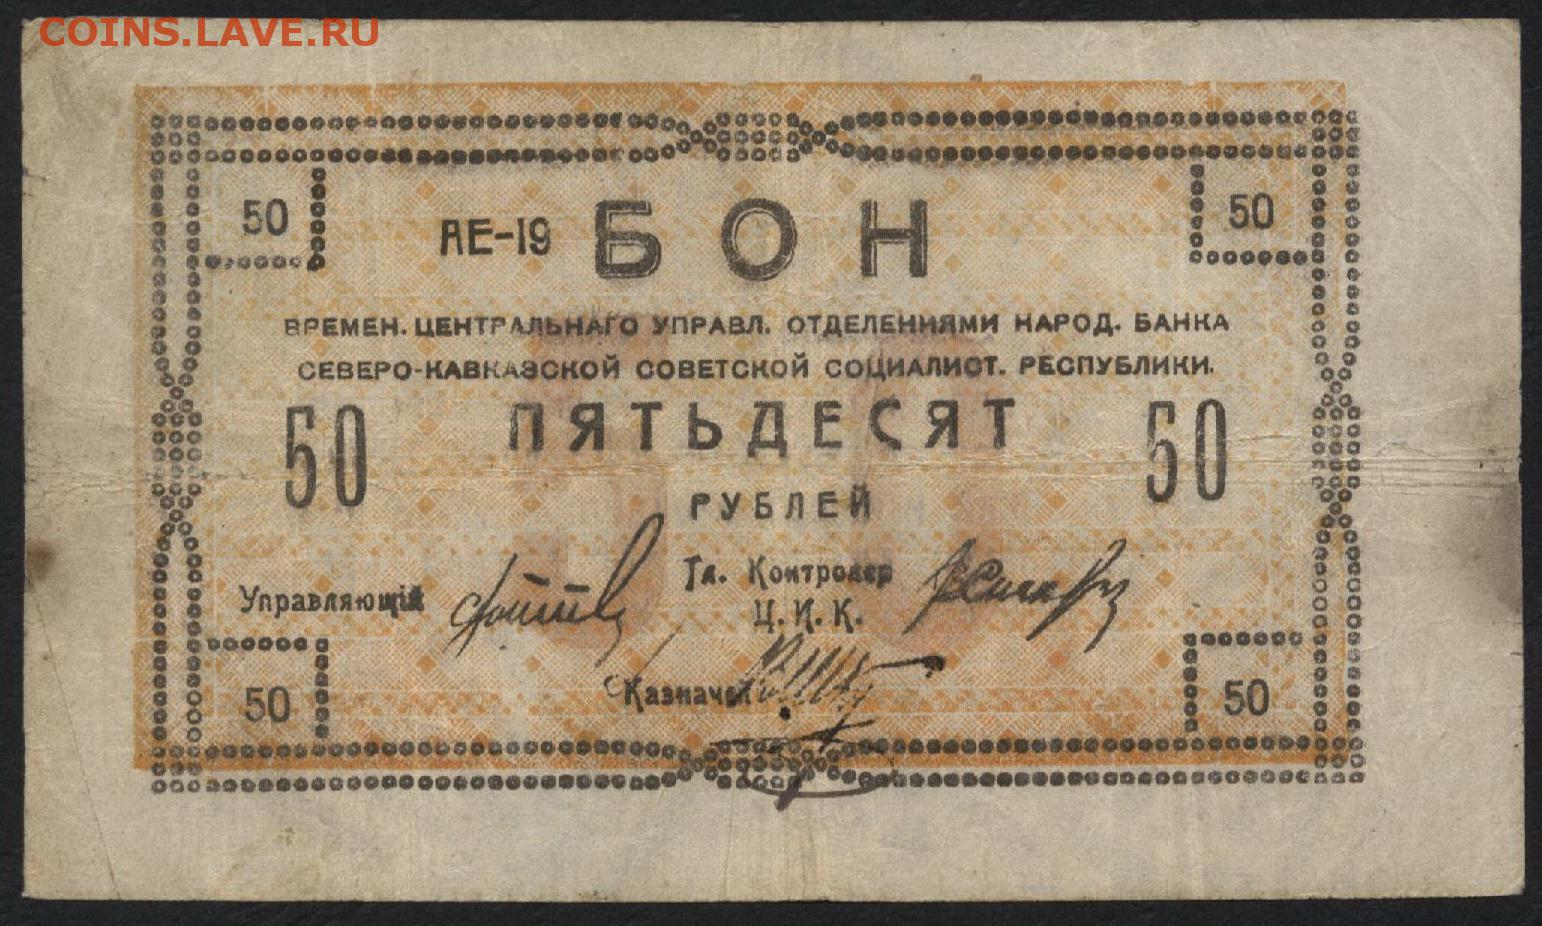 COINS.LAVE.RU
50 50
АЕ-19 БОН
ВРЕМЕН. ЦЕНТРАЛЬНАГО УПРАВЛ. ОТДЕЛЕНИЯМИ НАРОД. БАНКА
СЕВЕРО-КАВКАЗСКОЙ СОВЕТСКОЙ СОЦИАЛИСТ. РЕСПУБЛИКИ.
50 ПЯТЬДЕСЯТ 50
РУБЛЕЙ
Управляющій Гл. Контролер
Ц. И. К.
Казначей
50 50